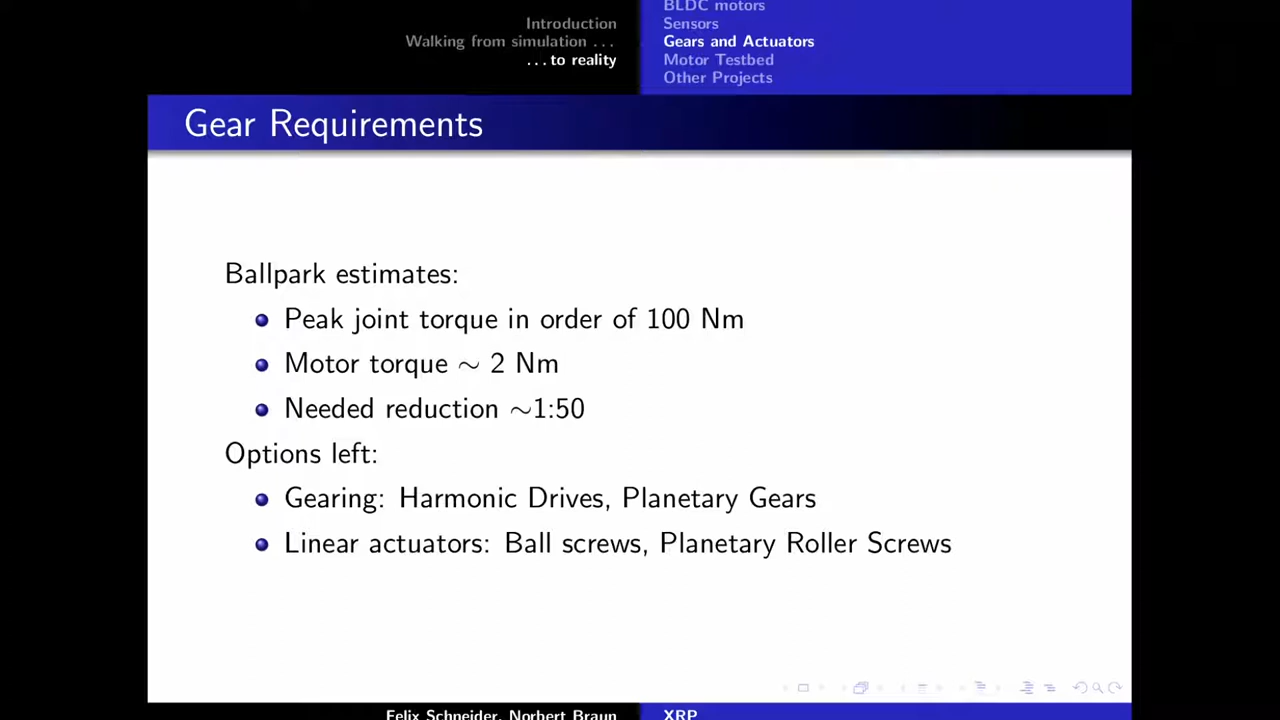 Introduction
Walking from simulation ...
...to reality
BLDC motors
Sensors
Gears and Actuators
Motor Testbed
Other Projects
Gear Requirements
Ballpark estimates:
Peak joint torque in order of 100 Nm
Motor torque ∼ 2 Nm
Needed reduction ∼1:50
Options left:
Gearing: Harmonic Drives, Planetary Gears
Linear actuators: Ball screws, Planetary Roller Screws
Felix Schneider, Norbert Braun
XRP